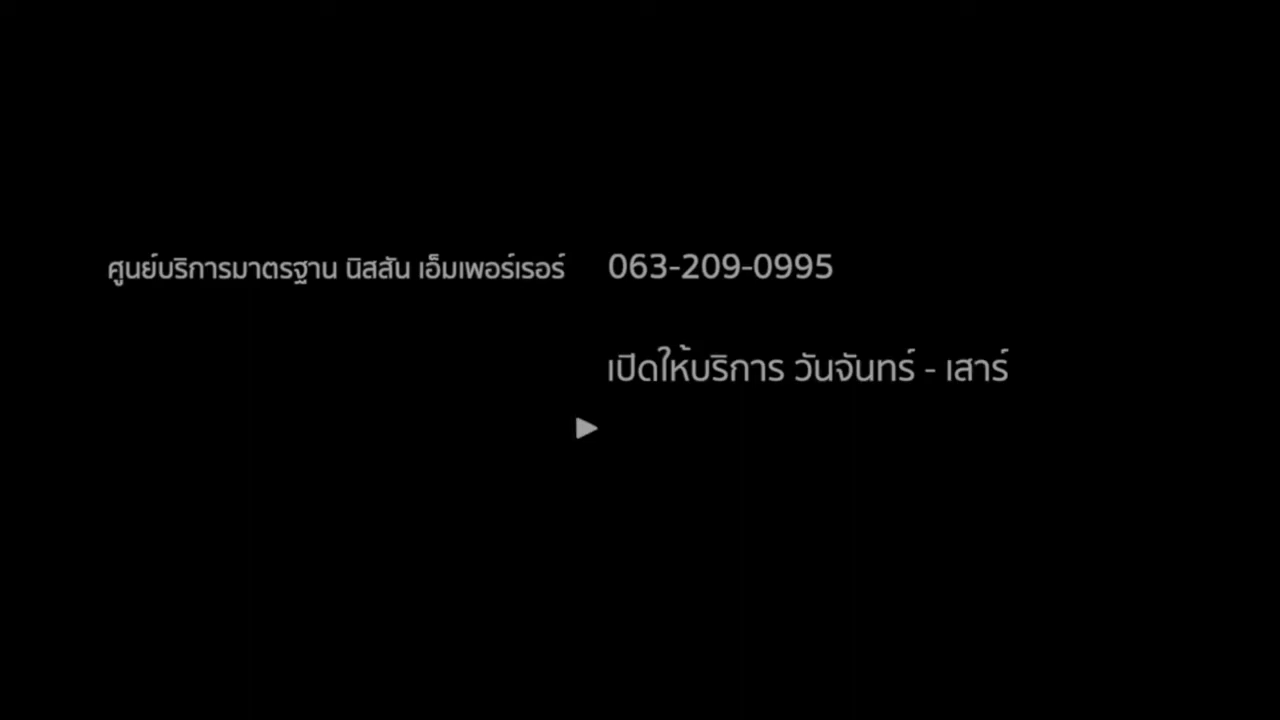 ศูนย์บริการมาตรฐาน นิสสัน เอ็มเพอร์เรอร์ 063-209-0995
เปิดให้บริการ วันจันทร์ - เสาร์